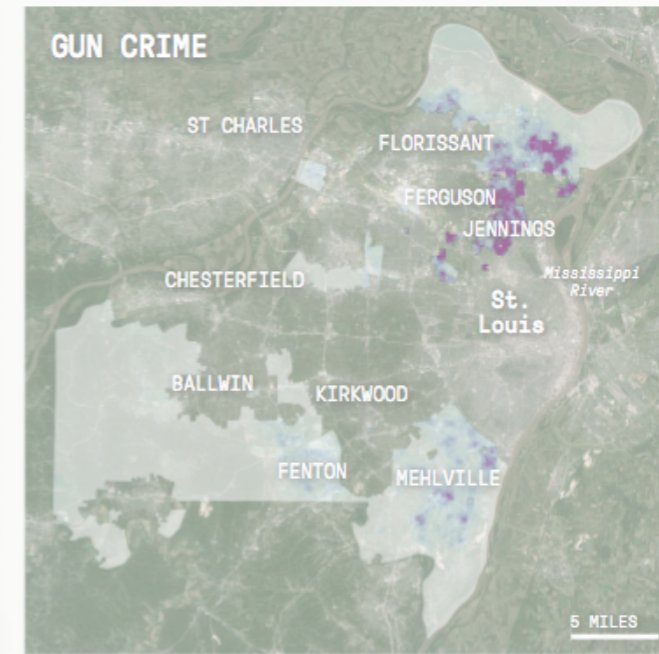 GUN CRIME
ST CHARLES
FLORISSANT
FERGUSON
JENNINGS
Mississippi
River
CHESTERFIELD
St.
Louis
BALLWIN
KIRKWOOD
FENTON
MEHLVILLE
5 MILES